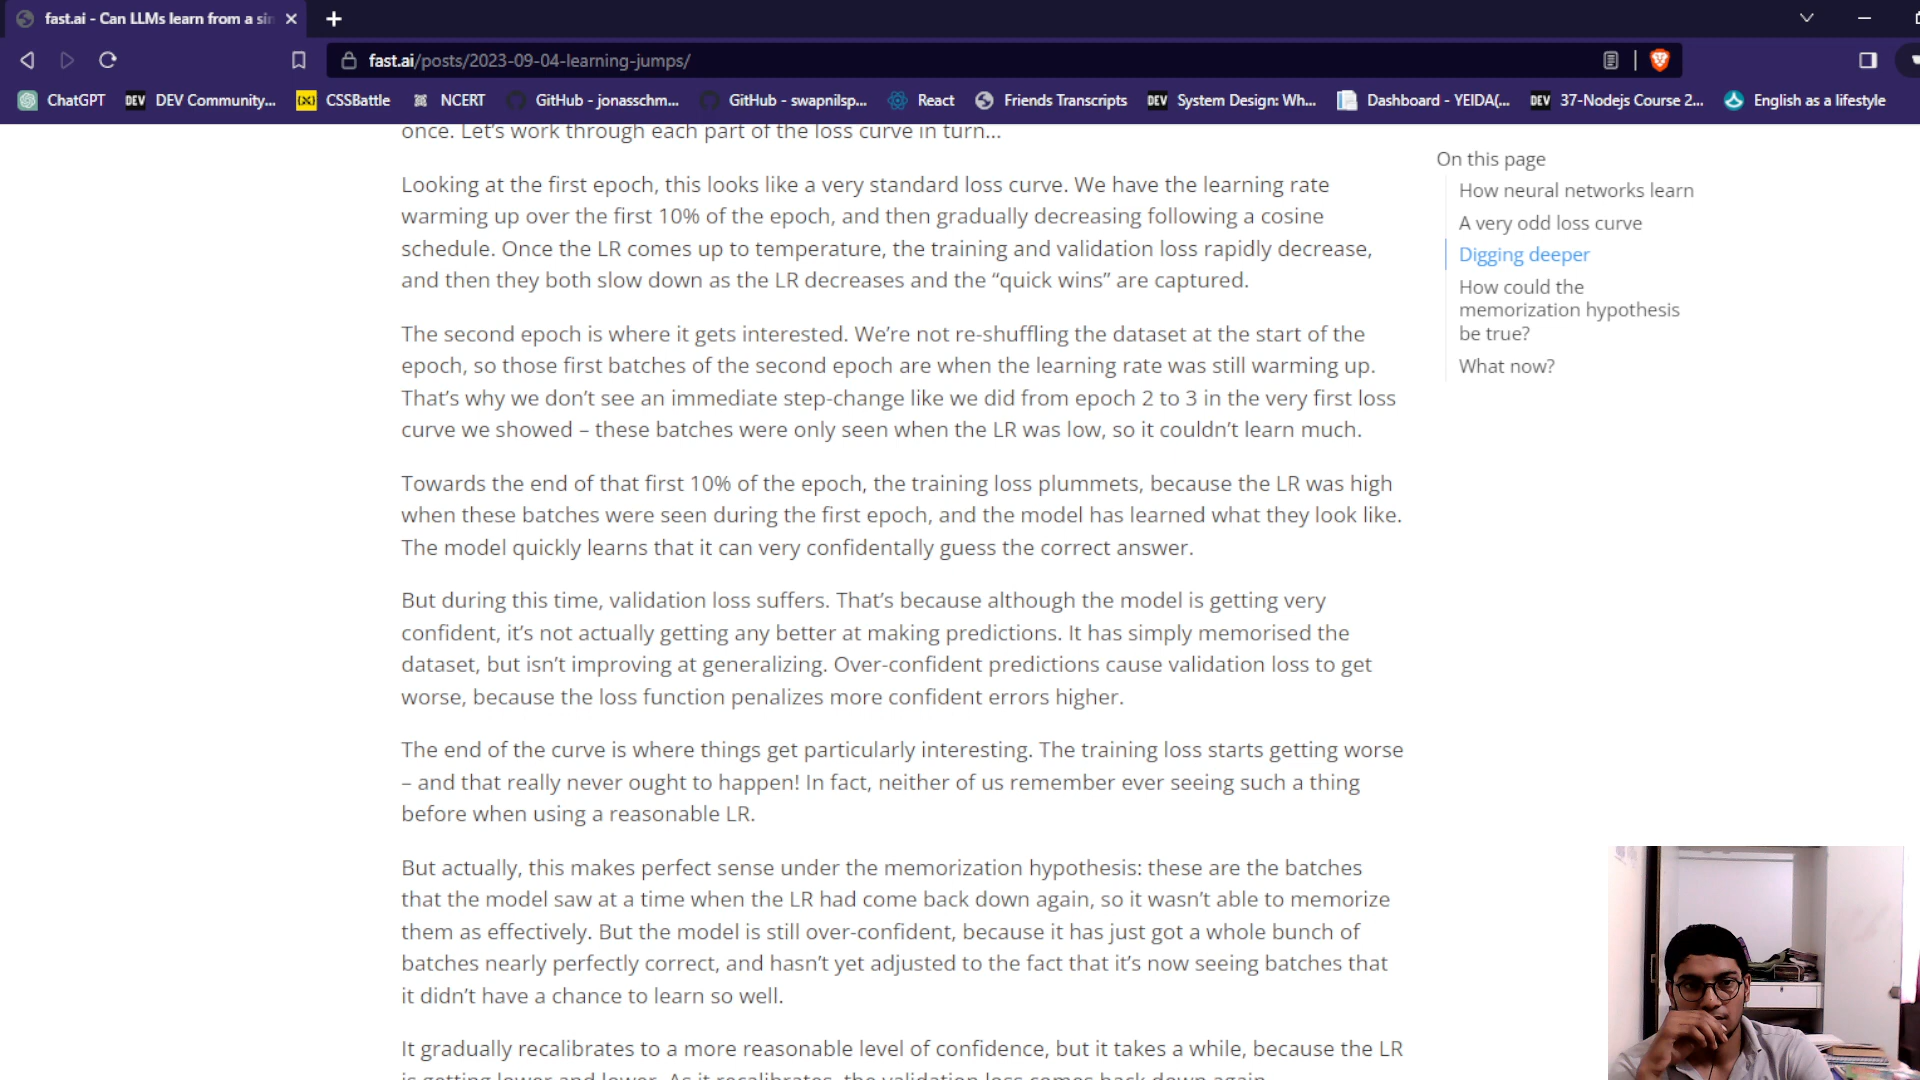 fast.ai - Can LLMs learn from a sin
fast.ai/posts/2023-09-04-learning-jumps/
ChatGPT
DEV DEV Community...
CSSBattle
NCERT
GitHub - jonasschm...
GitHub - swapnilsp...
React
Friends Transcripts
DEV System Design: Wh...
Dashboard - YEIDA(...
DEV 37-Nodejs Course 2...
English as a lifestyle
once. Let's work through each part of the loss curve in turn...
Looking at the first epoch, this looks like a very standard loss curve. We have the learning rate
warming up over the first 10% of the epoch, and then gradually decreasing following a cosine
schedule. Once the LR comes up to temperature, the training and validation loss rapidly decrease,
and then they both slow down as the LR decreases and the “quick wins” are captured.
The second epoch is where it gets interested. We’re not re-shuffling the dataset at the start of the
epoch, so those first batches of the second epoch are when the learning rate was still warming up.
That’s why we don’t see an immediate step-change like we did from epoch 2 to 3 in the very first loss
curve we showed – these batches were only seen when the LR was low, so it couldn’t learn much.
Towards the end of that first 10% of the epoch, the training loss plummets, because the LR was high
when these batches were seen during the first epoch, and the model has learned what they look like.
The model quickly learns that it can very confidentally guess the correct answer.
But during this time, validation loss suffers. That’s because although the model is getting very
confident, it’s not actually getting any better at making predictions. It has simply memorised the
dataset, but isn’t improving at generalizing. Over-confident predictions cause validation loss to get
worse, because the loss function penalizes more confident errors higher.
The end of the curve is where things get particularly interesting. The training loss starts getting worse
– and that really never ought to happen! In fact, neither of us remember ever seeing such a thing
before when using a reasonable LR.
But actually, this makes perfect sense under the memorization hypothesis: these are the batches
that the model saw at a time when the LR had come back down again, so it wasn’t able to memorize
them as effectively. But the model is still over-confident, because it has just got a whole bunch of
batches nearly perfectly correct, and hasn’t yet adjusted to the fact that it’s now seeing batches that
it didn’t have a chance to learn so well.
It gradually recalibrates to a more reasonable level of confidence, but it takes a while, because the LR
is getting lower and lower. As it recalibrates, the validation loss comes back down again.
On this page
How neural networks learn
A very odd loss curve
Digging deeper
How could the
memorization hypothesis
be true?
What now?